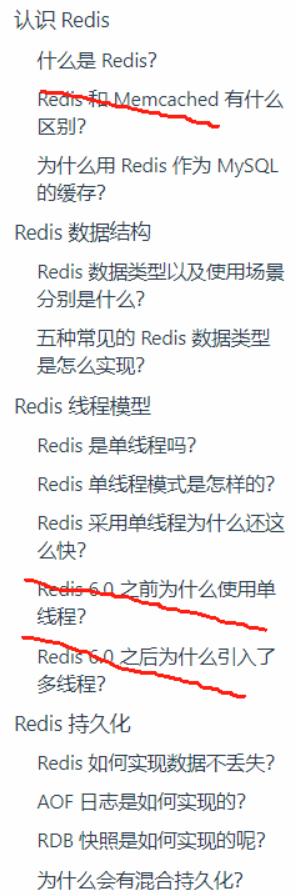 认识 Redis
什么是 Redis？
Redis 和 Memcached 有什么
区别？
为什么用 Redis 作为 MySQL
的缓存？
Redis 数据结构
Redis 数据类型以及使用场景
分别是什么？
五种常见的 Redis 数据类型
是怎么实现？
Redis 线程模型
Redis 是单线程吗？
Redis 单线程模式是怎样的？
Redis 采用单线程为什么还这
么快？
Redis 6.0 之前为什么使用单
线程？
Redis 6.0 之后为什么引入了
多线程？
Redis 持久化
Redis 如何实现数据不丢失？
AOF 日志是如何实现的？
RDB 快照是如何实现的呢？
为什么会有混合持久化？